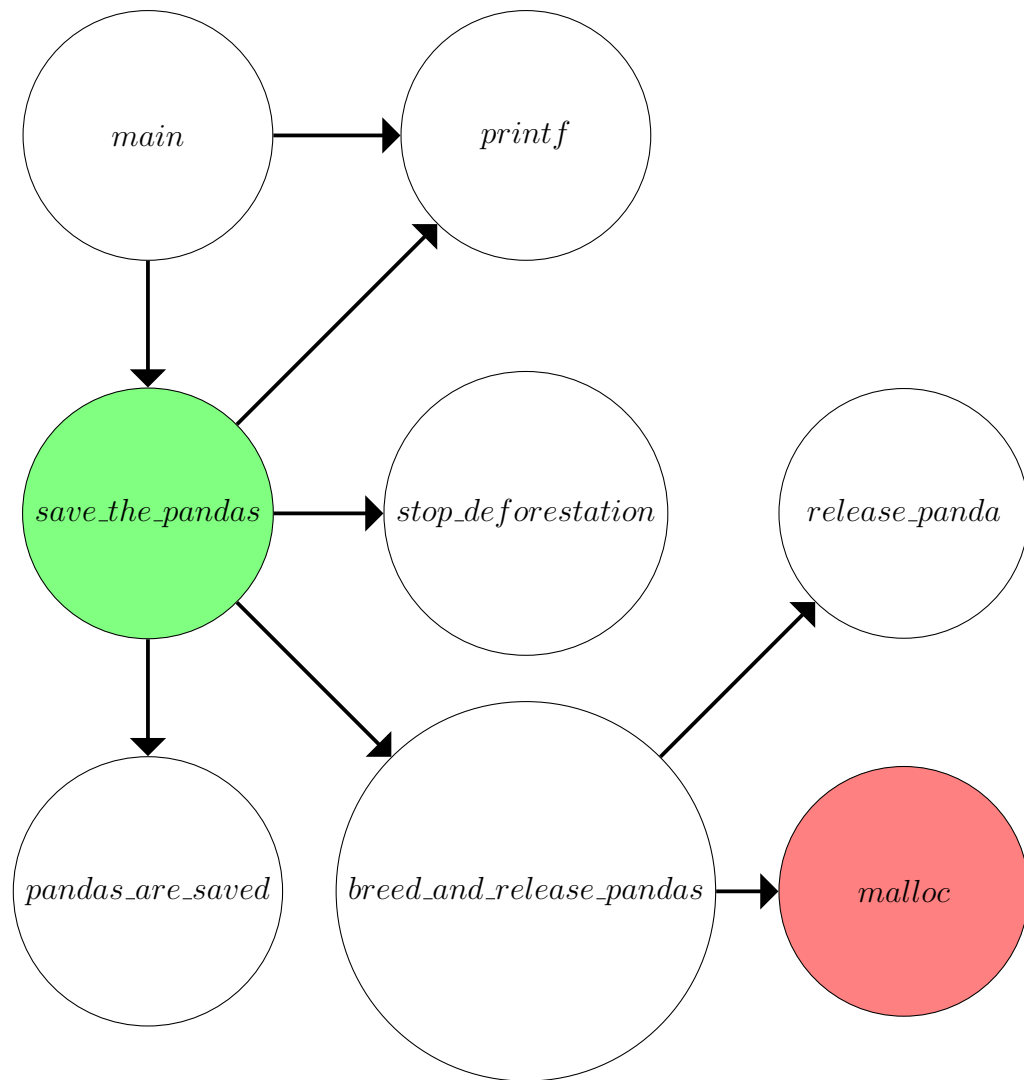 main
printf
save_the_pandas
stop_deforestation
release_panda
pandas_are_saved
breed_and_release_pandas
malloc